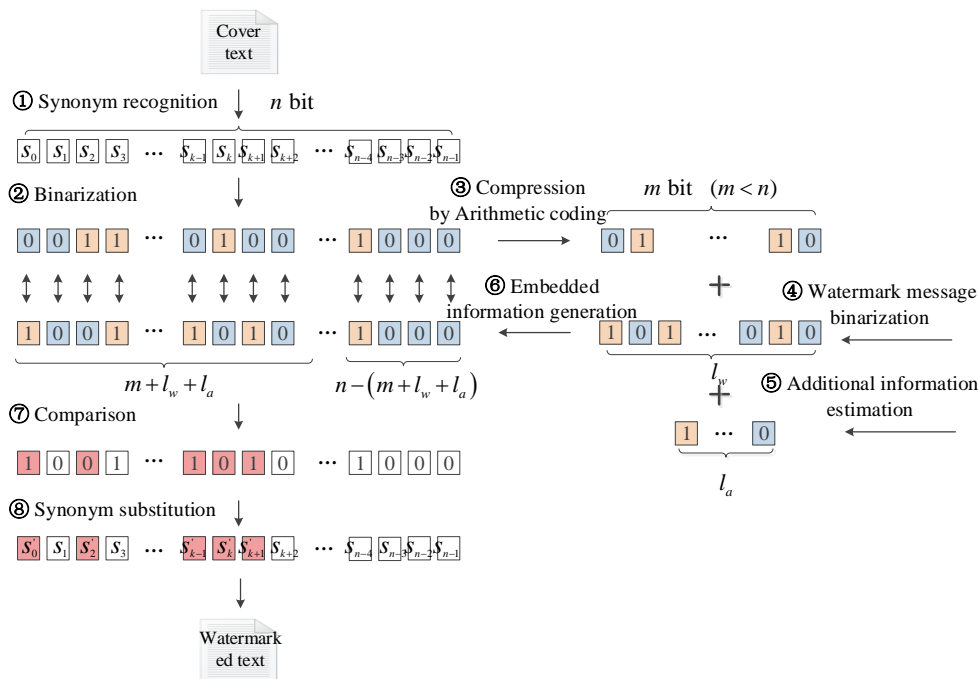 Cover
text
① Synonym recognition
n bit
s₀ s₁ s₂ s₃ ... sₖ₋₁ sₖ sₖ₊₁ sₖ₊₂ ... sₙ₋₄ sₙ₋₃ sₙ₋₂ sₙ₋₁
② Binarization
③ Compression
by Arithmetic coding
m bit (m < n)
0 0 1 1 ... 0 1 0 0 ... 1 0 0 0
0 1 ... 1 0
+
⑥ Embedded
information generation
④ Watermark message
binarization
1 0 0 1 ... 1 0 1 0 ... 1 0 0 0
1 0 1 ... 0 1 0
m + l_w + l_a
n − (m + l_w + l_a)
l_w
+
⑤ Additional information
estimation
⑦ Comparison
1 ... 0
l_a
1 0 0 1 ... 1 0 1 0 ... 1 0 0 0
⑧ Synonym substitution
s'₀ s₁ s'₂ s₃ ... s'ₖ₋₁ s'ₖ s'ₖ₊₁ sₖ₊₂ ... sₙ₋₄ sₙ₋₃ sₙ₋₂ sₙ₋₁
Watermark
ed text